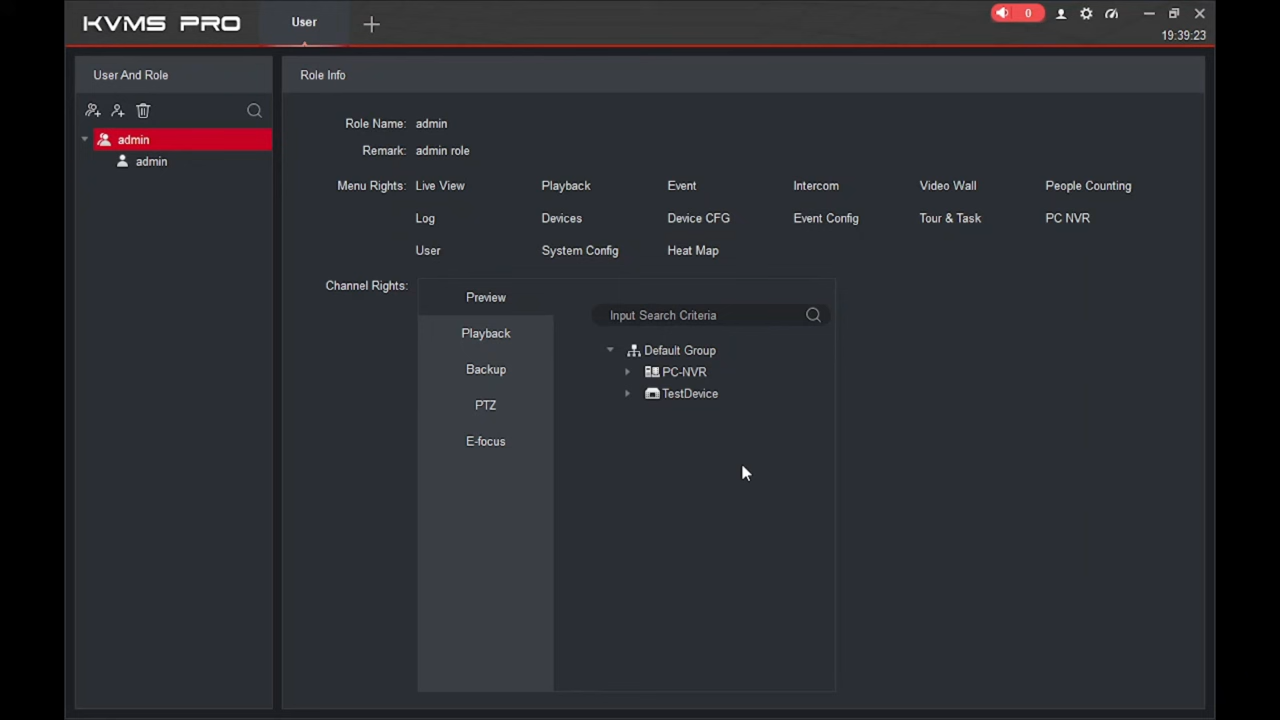 KVMS PRO
User
0
19:39:23
User And Role
admin
admin
Role Info
Role Name: admin
Remark: admin role
Menu Rights: Live View Playback Event Intercom Video Wall People Counting
Log Devices Device CFG Event Config Tour & Task PC NVR
User System Config Heat Map
Channel Rights:
Preview
Playback
Backup
PTZ
E-focus
Input Search Criteria
Default Group
PC-NVR
TestDevice